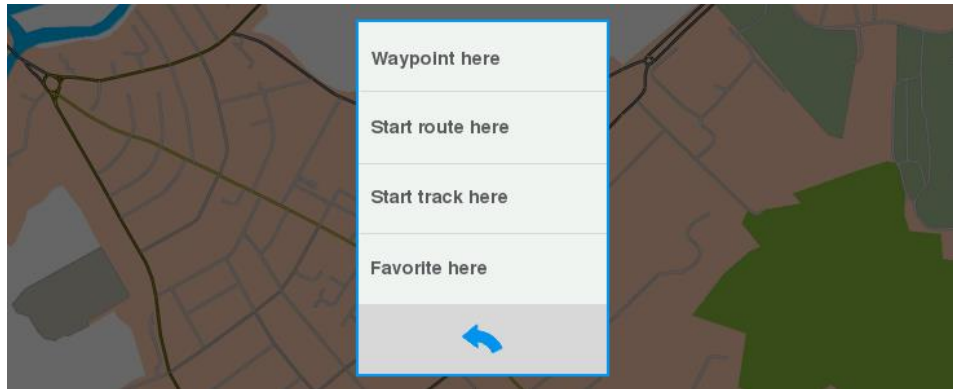 Waypoint here
Start route here
Start track here
Favorite here